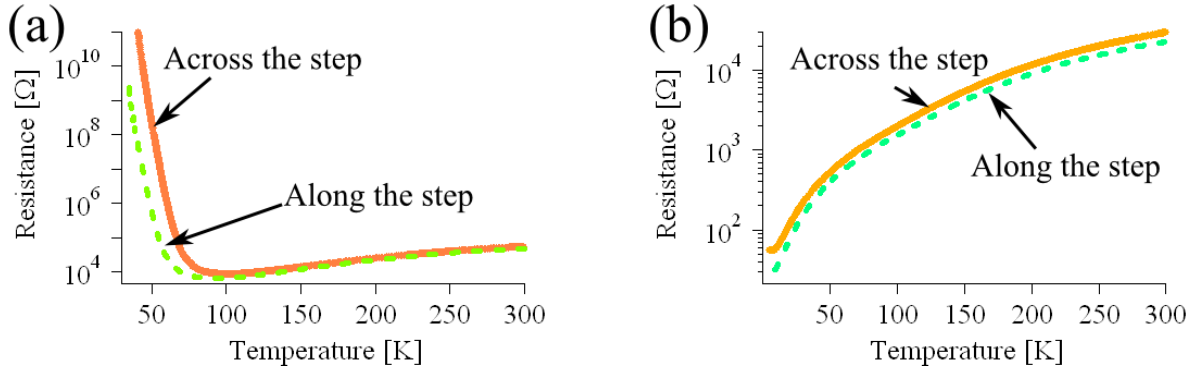 (a)
Across the step
Along the step
Resistance [Ω]
10^10
10^8
10^6
10^4
50 100 150 200 250 300
Temperature [K]
(b)
Across the step
Along the step
Resistance [Ω]
10^4
10^3
10^2
50 100 150 200 250 300
Temperature [K]